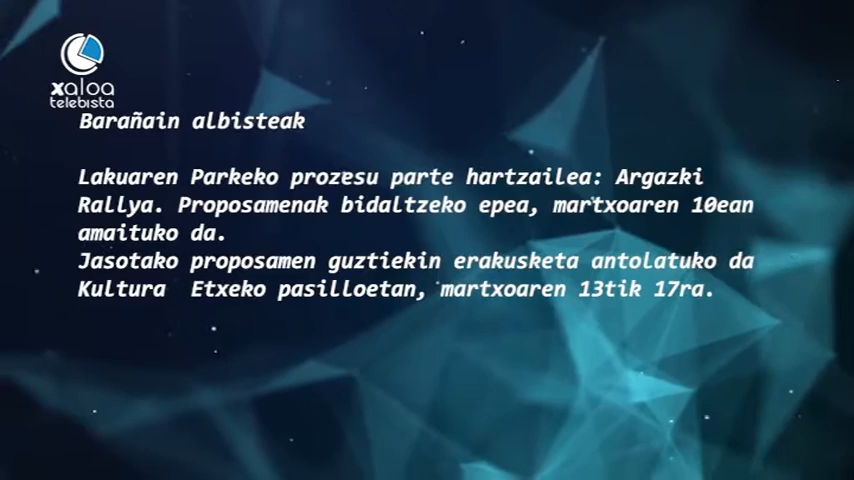 xaloa
telebista
Barañain albisteak
Lakuaren Parkeko prozesu parte hartzailea: Argazki
Rallya. Proposamenak bidaltzeko epea, martxoaren 10ean
amaituko da.
Jasotako proposamen guztiekin erakusketa antolatuko da
Kultura  Etxeko pasilloetan, martxoaren 13tik 17ra.